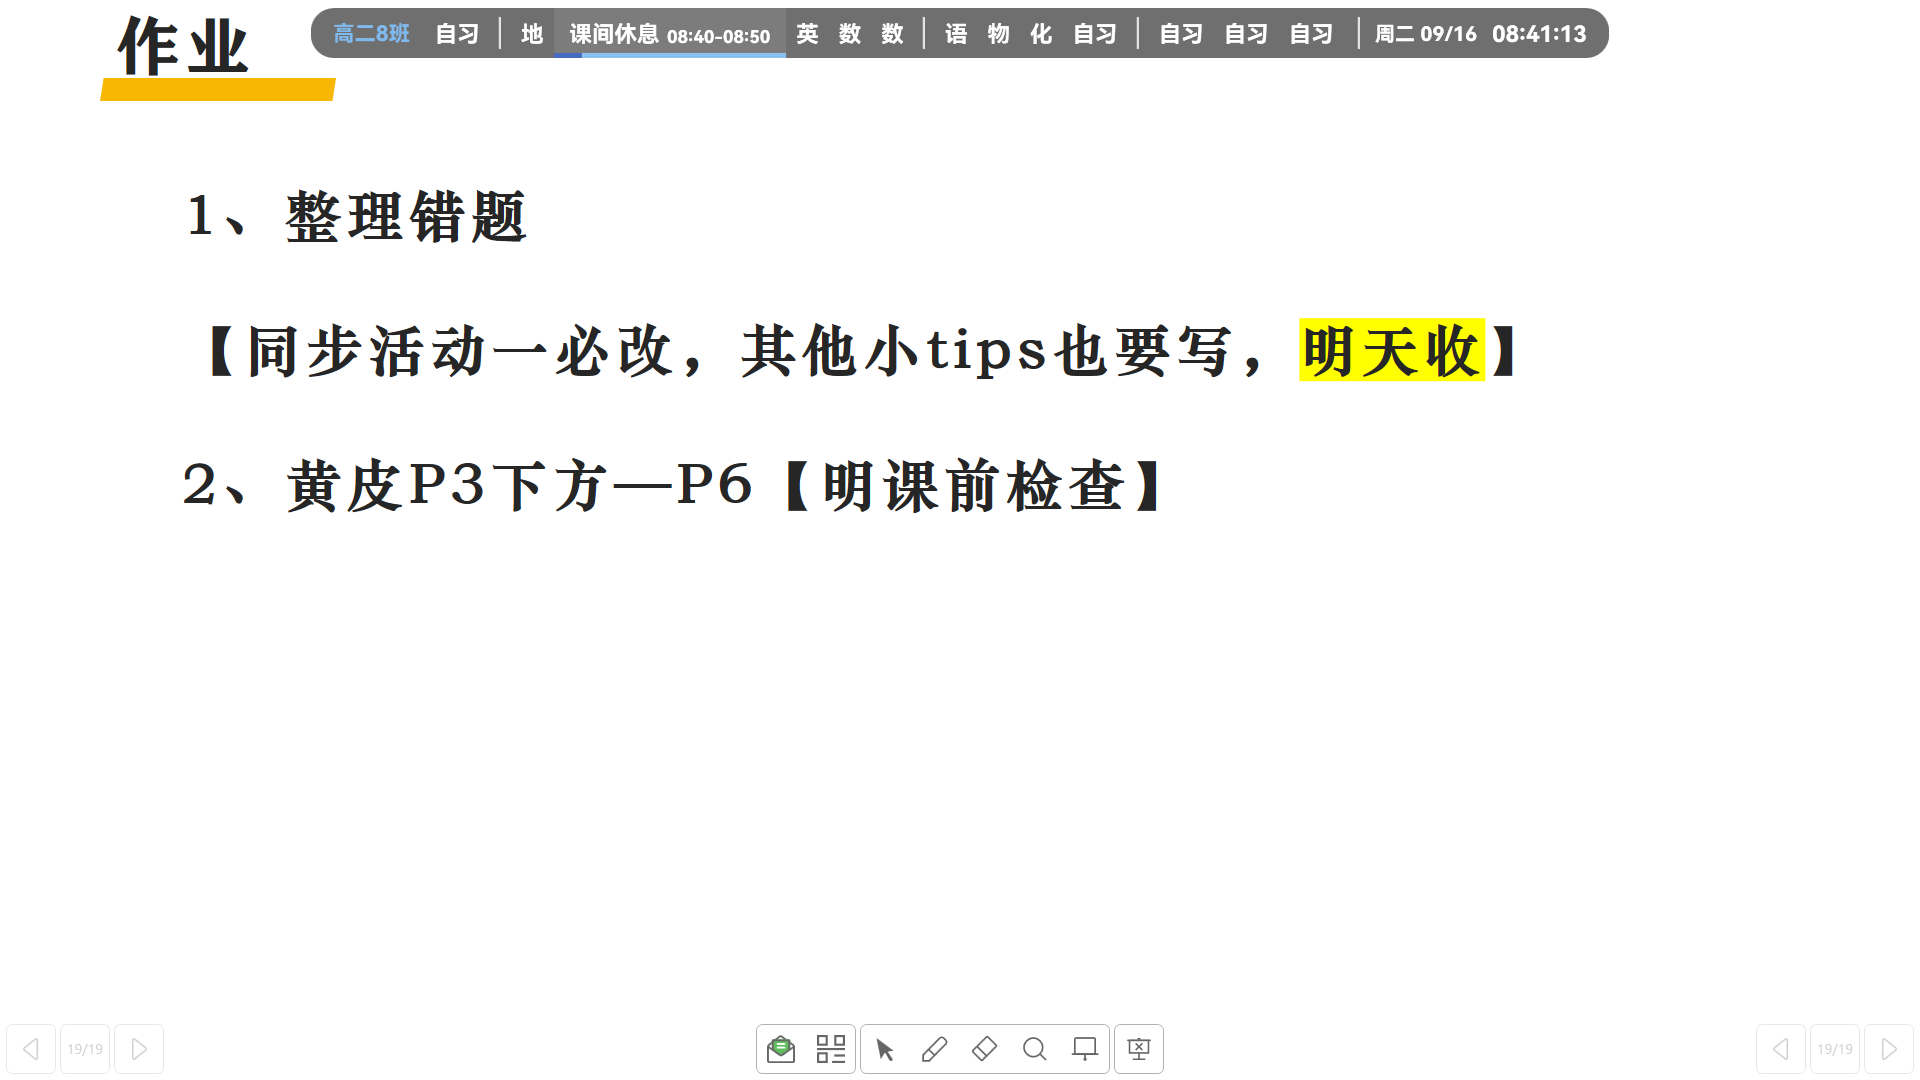 作业
高二8班 自习 | 地 课间休息 08:40-08:50 英 数 数 | 语 物 化 自习 | 自习 自习 自习 | 周二 09/16 08:41:13
1、整理错题
【同步活动一必改，其他小tips也要写，明天收】
2、黄皮P3下方—P6【明课前检查】
19/19 19/19